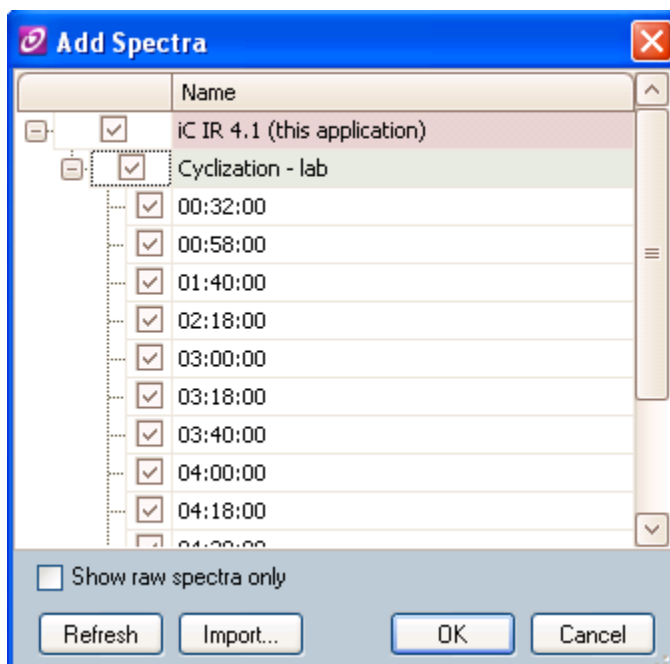 Add Spectra
Name
iC IR 4.1 (this application)
Cyclization - lab
00:32:00
00:58:00
01:40:00
02:18:00
03:00:00
03:18:00
03:40:00
04:00:00
04:18:00
Show raw spectra only
Refresh Import... OK Cancel